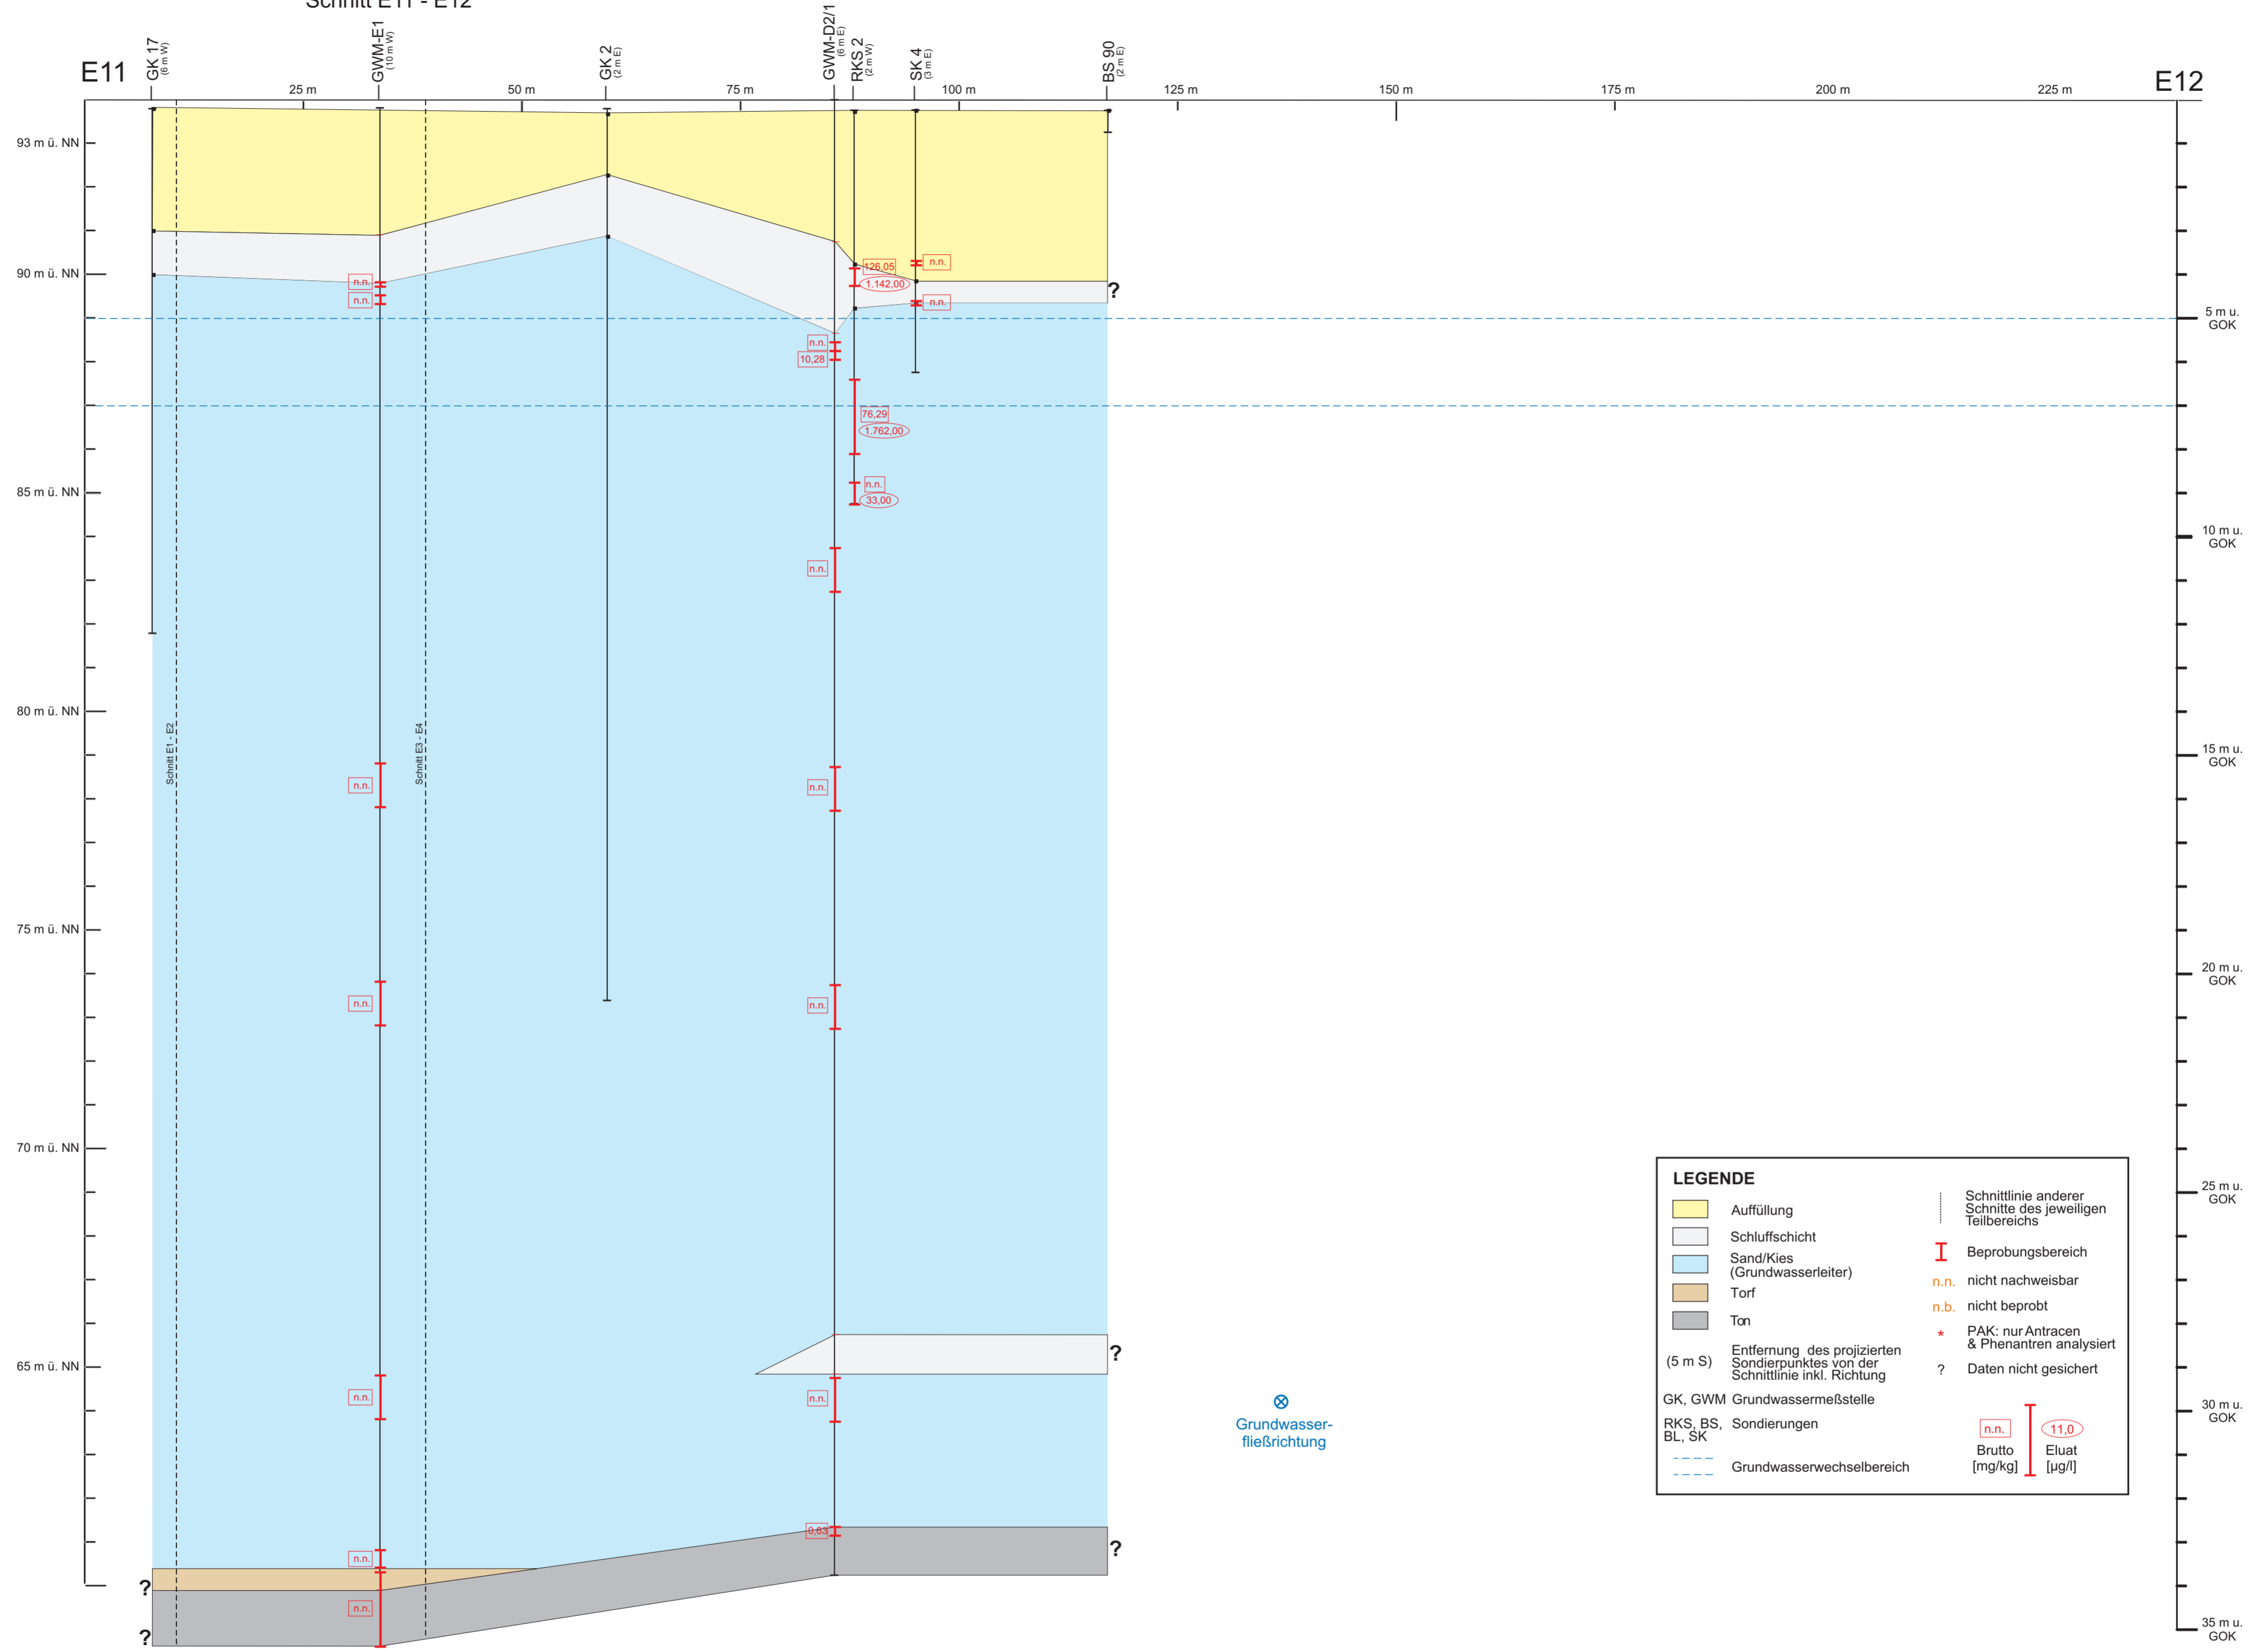 Schnitt E11 - E12
E11
GK 17
(6 m W)
GWM-E1
(10 m W)
GK 2
(2 m E)
GWM-D2/1
(6 m E)
RKS 2
(2 m W)
SK 4
(3 m E)
BS 90
(2 m E)
E12
25 m
50 m
75 m
100 m
125 m
150 m
175 m
200 m
225 m
93 m ü. NN
90 m ü. NN
85 m ü. NN
80 m ü. NN
75 m ü. NN
70 m ü. NN
65 m ü. NN
5 m u.
GOK
10 m u.
GOK
15 m u.
GOK
20 m u.
GOK
25 m u.
GOK
30 m u.
GOK
35 m u.
GOK
Schnitt E1 - E2
Schnitt E3 - E4
n.n.
n.n.
n.n.
n.n.
n.n.
n.n.
n.n.
n.n.
10,28
n.n.
n.n.
n.n.
n.n.
0,63
126,05
1.142,00
76,29
1.762,00
n.n.
33,00
n.n.
n.n.
?
?
?
?
?
Grundwasser-
fließrichtung
LEGENDE
Auffüllung
Schluffschicht
Sand/Kies
(Grundwasserleiter)
Torf
Ton
(5 m S)
Entfernung des projizierten
Sondierpunktes von der
Schnittlinie inkl. Richtung
GK, GWM Grundwassermeßstelle
RKS, BS, Sondierungen
BL, SK
Grundwasserwechselbereich
Schnittlinie anderer
Schnitte des jeweiligen
Teilbereichs
Beprobungsbereich
n.n. nicht nachweisbar
n.b. nicht beprobt
* PAK: nur Antracen
& Phenantren analysiert
? Daten nicht gesichert
n.n.
11,0
Brutto
[mg/kg]
Eluat
[µg/l]